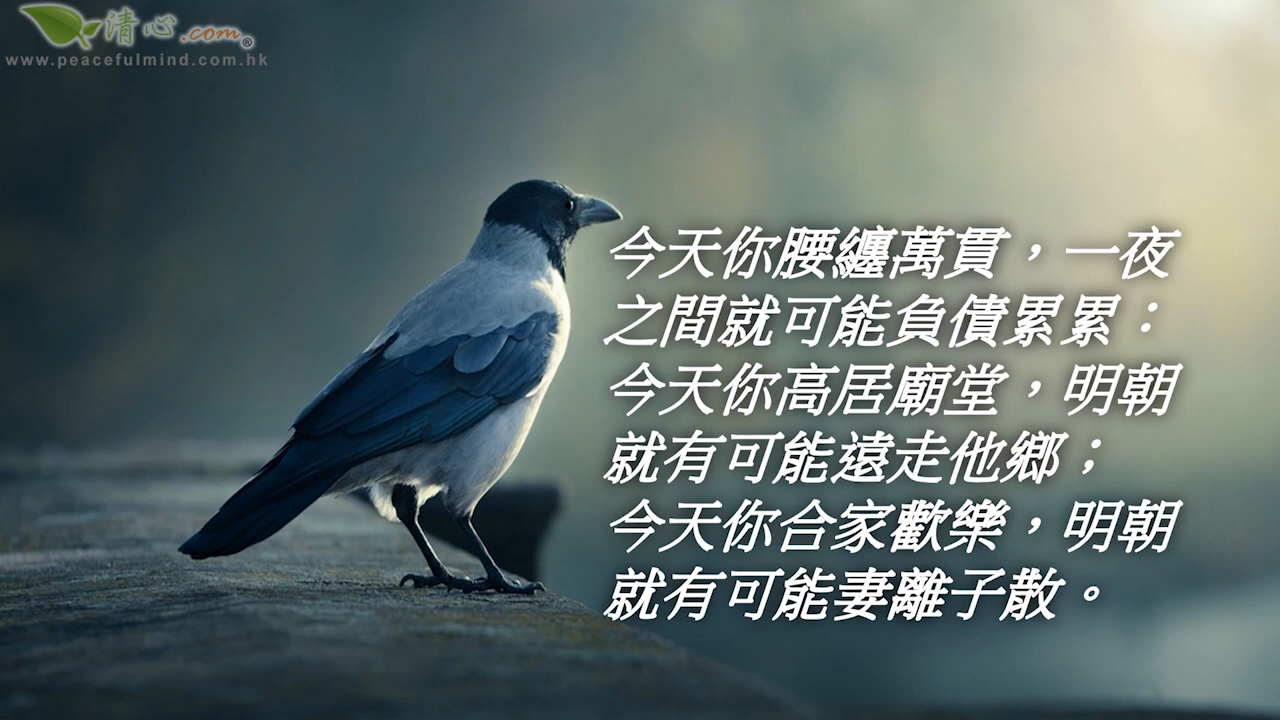 清心.com®
www.peacefulmind.com.hk
今天你腰纏萬貫，一夜
之間就可能負債累累：
今天你高居廟堂，明朝
就有可能遠走他鄉；
今天你合家歡樂，明朝
就有可能妻離子散。